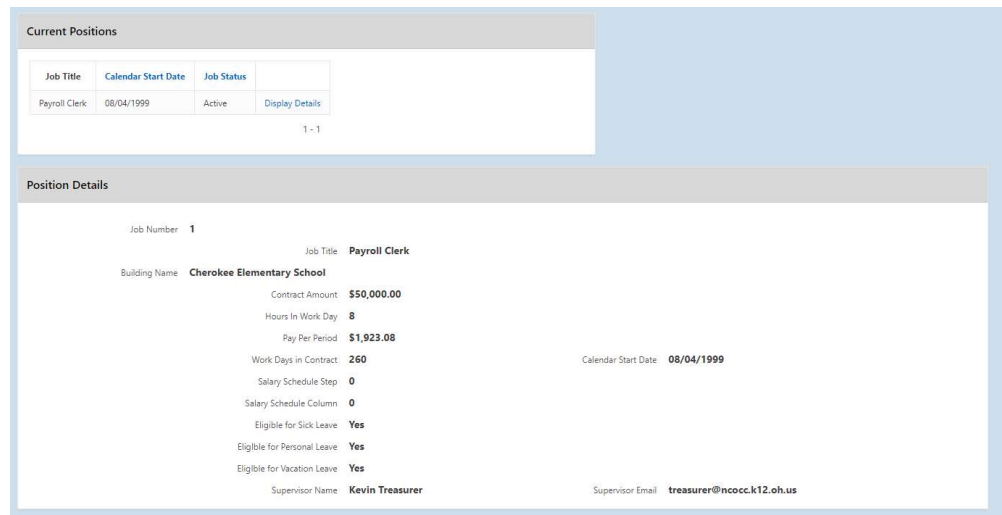 Current Positions
Job Title Calendar Start Date Job Status
Payroll Clerk 08/04/1999 Active Display Details
1 - 1
Position Details
Job Number 1
Job Title Payroll Clerk
Building Name Cherokee Elementary School
Contract Amount $50,000.00
Hours In Work Day 8
Pay Per Period $1,923.08
Work Days in Contract 260 Calendar Start Date 08/04/1999
Salary Schedule Step 0
Salary Schedule Column 0
Eligible for Sick Leave Yes
EligIble for Personal Leave Yes
EligIble for Vacation Leave Yes
Supervisor Name Kevin Treasurer Supervisor Email treasurer@ncocc.k12.oh.us